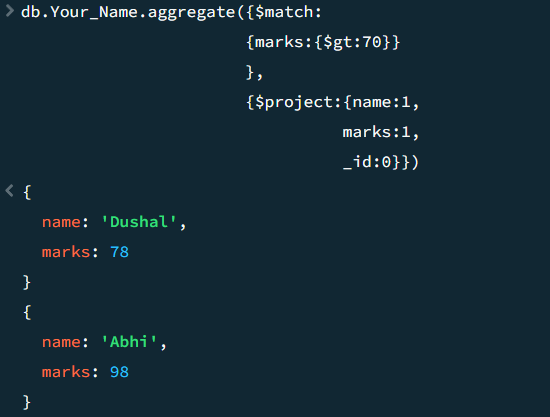 db.Your_Name.aggregate({$match:
{marks:{$gt:70}}
},
{$project:{name:1,
marks:1,
_id:0}})
{
name: 'Dushal',
marks: 78
}
{
name: 'Abhi',
marks: 98
}